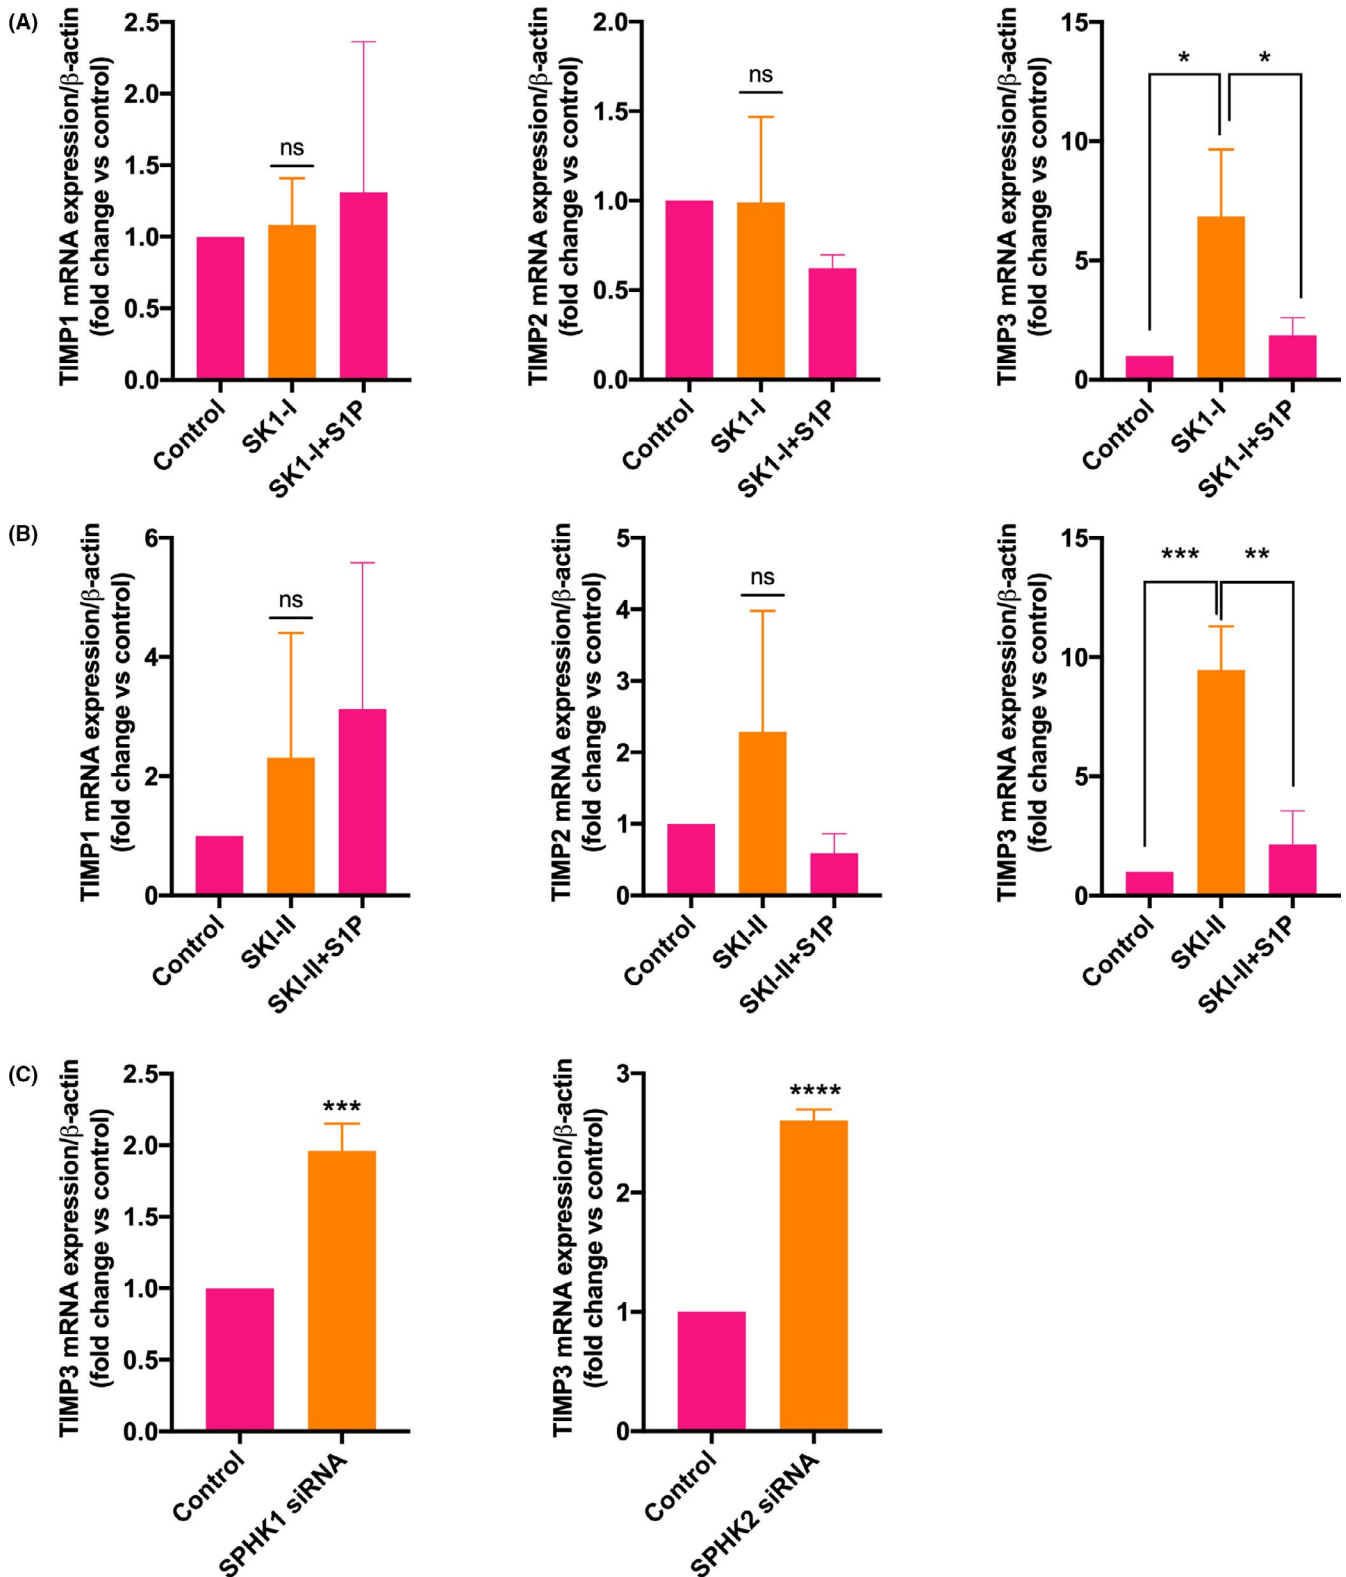 (A)
TIMP1 mRNA expression/β-actin
(fold change vs control)
2.5
2.0
1.5
1.0
0.5
0.0
ns
Control
SK1-I
SK1-I+S1P
TIMP2 mRNA expression/β-actin
(fold change vs control)
2.0
1.5
1.0
0.5
0.0
ns
Control
SK1-I
SK1-I+S1P
TIMP3 mRNA expression/β-actin
(fold change vs control)
15
10
5
0
* *
Control
SK1-I
SK1-I+S1P
(B)
TIMP1 mRNA expression/β-actin
(fold change vs control)
6
4
2
0
ns
Control
SKI-II
SKI-II+S1P
TIMP2 mRNA expression/β-actin
(fold change vs control)
5
4
3
2
1
0
ns
Control
SKI-II
SKI-II+S1P
TIMP3 mRNA expression/β-actin
(fold change vs control)
15
10
5
0
*** **
Control
SKI-II
SKI-II+S1P
(C)
TIMP3 mRNA expression/β-actin
(fold change vs control)
2.5
2.0
1.5
1.0
0.5
0.0
***
Control
SPHK1 siRNA
TIMP3 mRNA expression/β-actin
(fold change vs control)
3
2
1
0
****
Control
SPHK2 siRNA